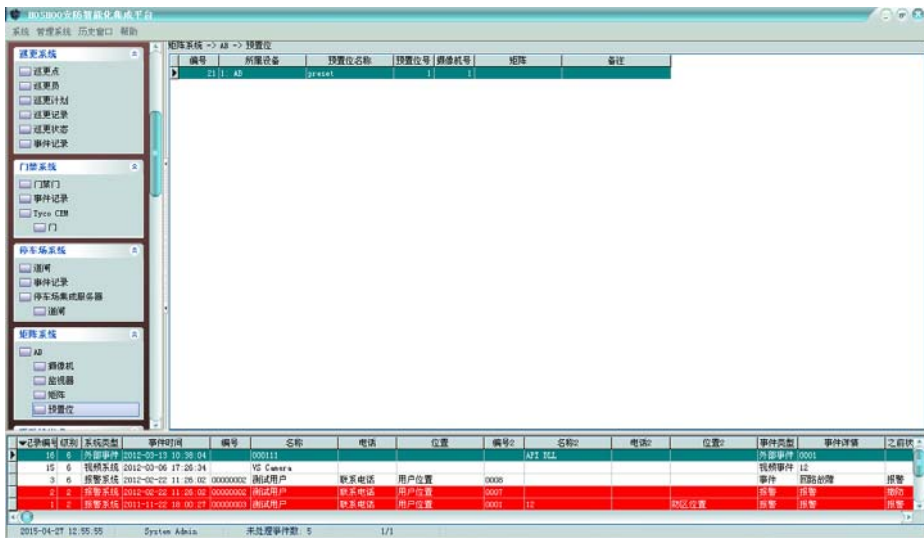 HOSHOO安防智能化集成平台
系统 管理系统 历史窗口 帮助
巡更系统
巡更点
巡更员
巡更计划
巡更记录
巡更状态
事件记录
门禁系统
门禁门
事件记录
Tyco CEM
门
停车场系统
道闸
事件记录
停车场集成服务器
道闸
矩阵系统
AB
摄像机
监视器
矩阵
预置位
矩阵系统 -> AB -> 预置位
编号 所属设备 预置位名称 预置位号 摄像机号 矩阵 备注
21 1: AB preset 1 1
记录编号 级别 系统类型 事件时间 编号 名称 电话 位置 编号2 名称2 电话2 位置2 事件类型 事件详情 之前状
16 6 外部事件 2012-03-13 10:38:04 000111 API DLL 外部事件 0001
15 6 视频系统 2012-03-06 17:26:34 VS Camera 视频事件 12
3 6 报警系统 2012-02-22 11:26:02 00000002 测试用户 联系电话 用户位置 0008 事件 回路故障 报警
2 2 报警系统 2012-02-22 11:26:02 00000002 测试用户 联系电话 用户位置 0007 报警 报警 撤防
1 2 报警系统 2011-11-22 18:00:27 00000003 测试用户 联系电话 用户位置 0001 12 防区位置 报警 报警 报警
2015-04-27 12:55:55 System Admin 未处理事件数: 5 1/1